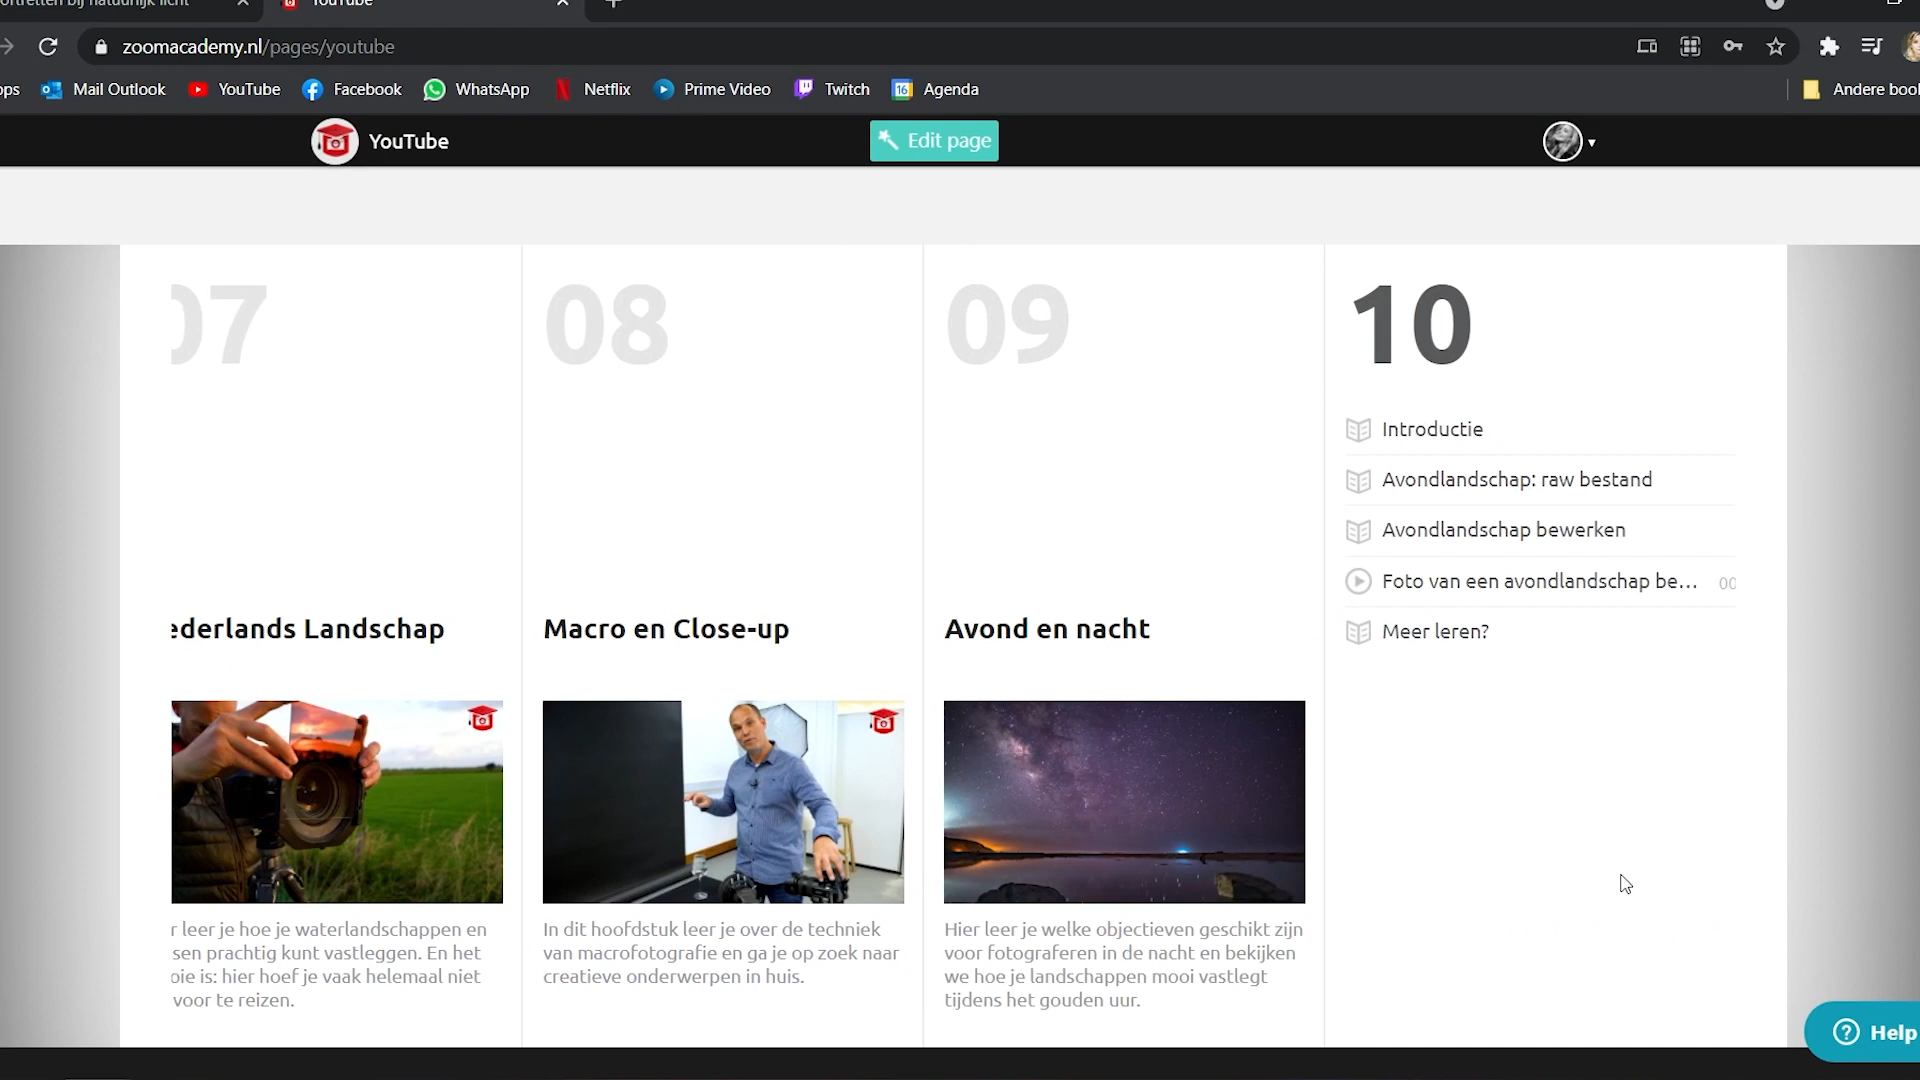 YouTube
zoomacademy.nl/pages/youtube
Mail Outlook
YouTube
Facebook
WhatsApp
Netflix
Prime Video
Twitch
16
Agenda
Andere bool
YouTube
Edit page
07
08
09
10
Introductie
Avondlandschap: raw bestand
Avondlandschap bewerken
Foto van een avondlandschap be... 00
Meer leren?
ederlands Landschap
Macro en Close-up
Avond en nacht
r leer je hoe je waterlandschappen en
sen prachtig kunt vastleggen. En het
oie is: hier hoef je vaak helemaal niet
voor te reizen.
In dit hoofdstuk leer je over de techniek
van macrofotografie en ga je op zoek naar
creatieve onderwerpen in huis.
Hier leer je welke objectieven geschikt zijn
voor fotograferen in de nacht en bekijken
we hoe je landschappen mooi vastlegt
tijdens het gouden uur.
Help